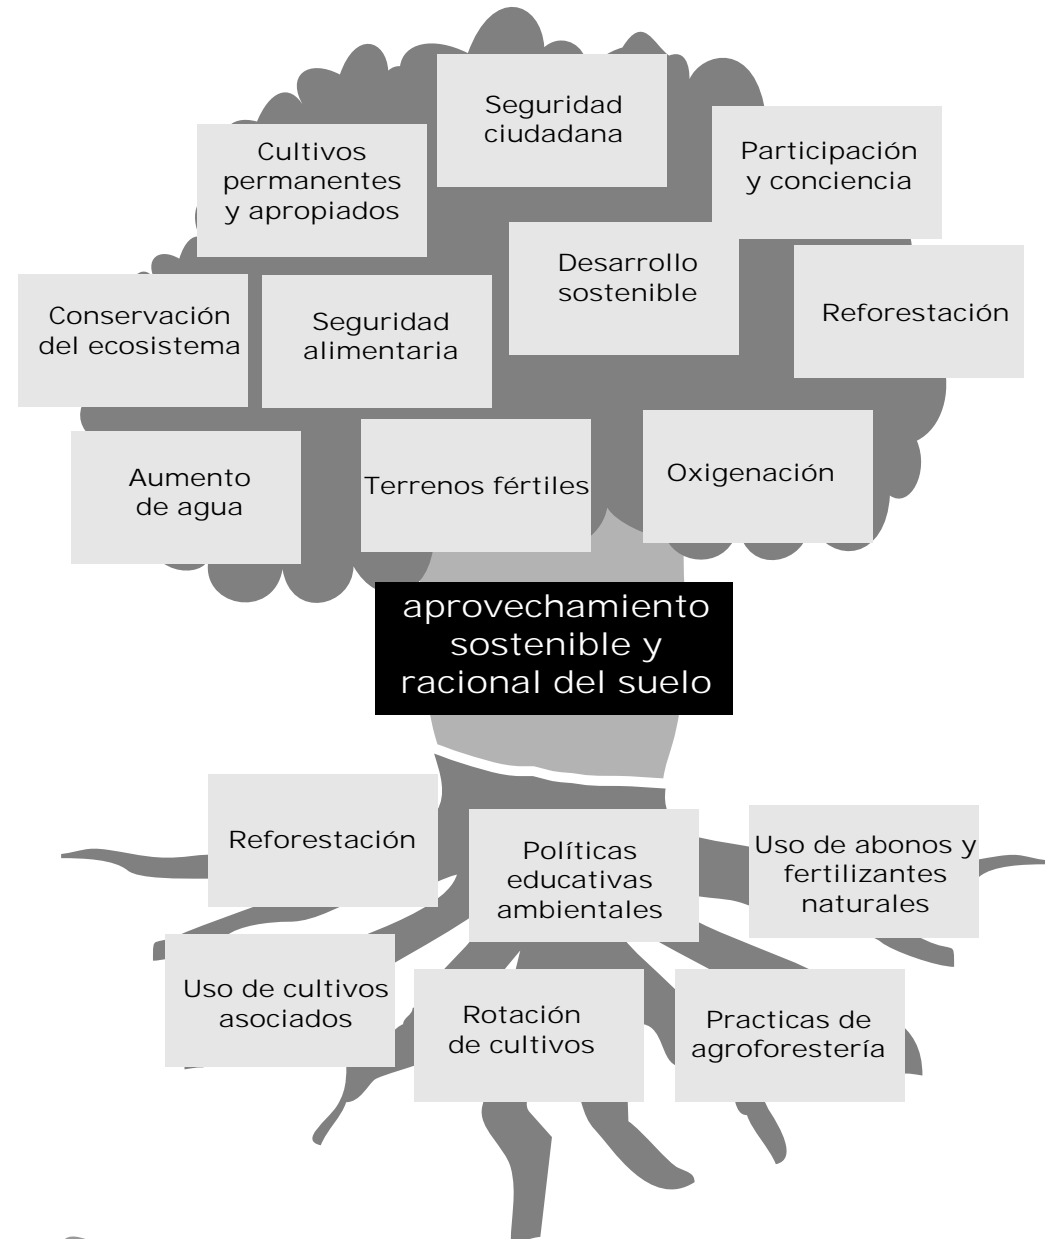 Seguridad
ciudadana
Cultivos
permanentes
y apropiados
Participación
y conciencia
Desarrollo
sostenible
Conservación
del ecosistema
Seguridad
alimentaria
Reforestación
Aumento
de agua
Terrenos fértiles
Oxigenación
aprovechamiento
sostenible y
racional del suelo
Reforestación
Políticas
educativas
ambientales
Uso de abonos y
fertilizantes
naturales
Uso de cultivos
asociados
Rotación
de cultivos
Practicas de
agroforestería